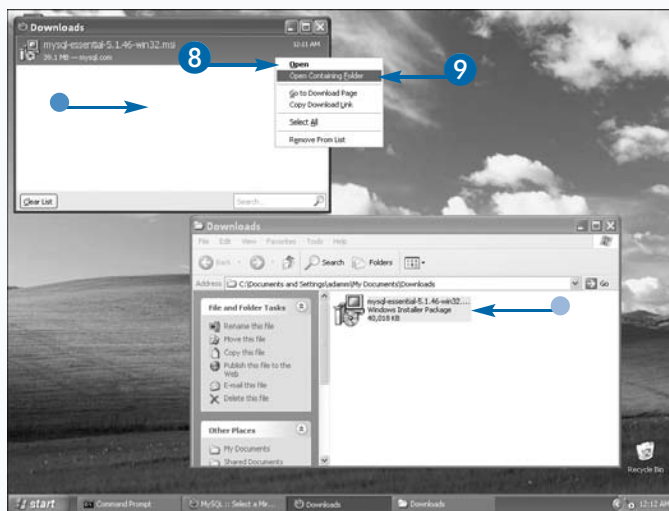 Downloads
mysql-essential-5.1.46-win32.msi
12:11 AM
39.1 MB — mysql.com
8
Open
Open Containing Folder
9
Go to Download Page
Copy Download Link
Select All
Remove From List
Clear List
Search...
Downloads
File Edit View Favorites Tools Help
Back
Search
Folders
Address
C:\Documents and Settings\adamm\My Documents\Downloads
Go
File and Folder Tasks
Rename this file
Move this file
Copy this file
Publish this file to the Web
E-mail this file
Delete this file
Other Places
My Documents
Shared Documents
mysql-essential-5.1.46-win32....
Windows Installer Package
40,018 KB
Recycle Bin
start
Command Prompt
MySQL :: Select a Mir...
Downloads
Downloads
12:12 AM